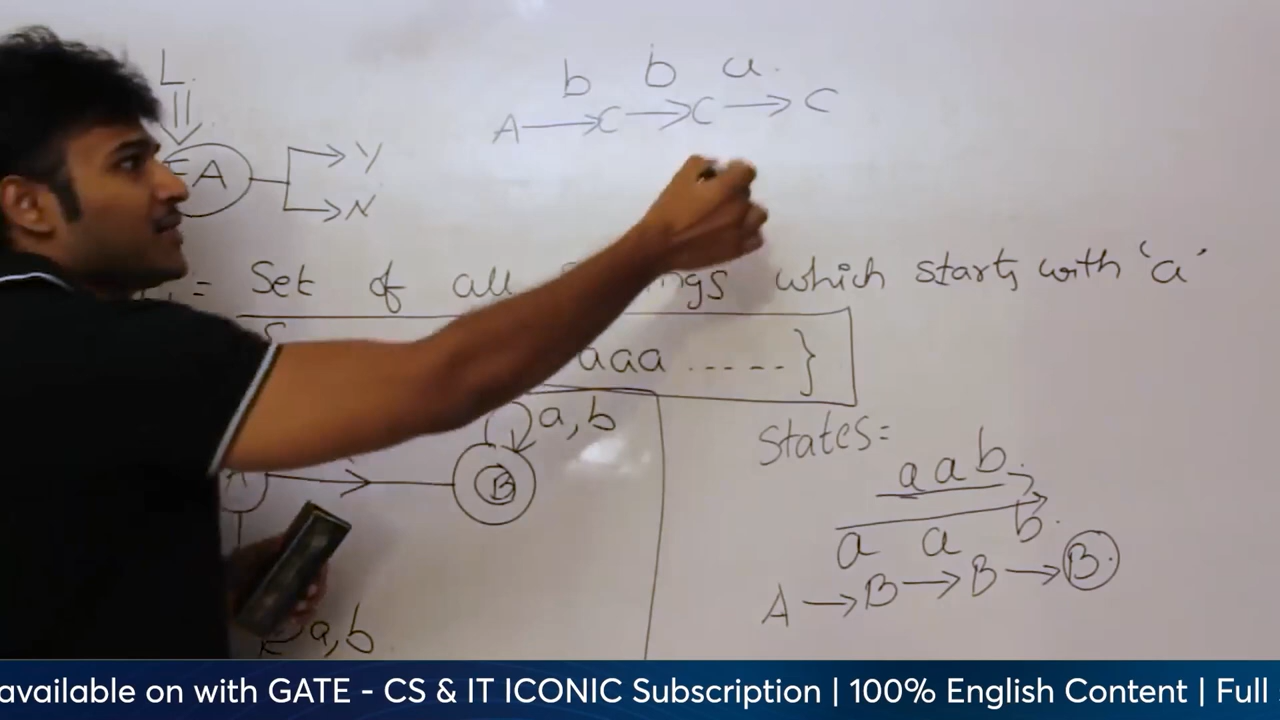 L
b b a.
A → C → C → C
A
Y
N
= Set of all which starts with 'a'
aaa ......}
a,b
B
States=
aab
a a b.
A → B → B → B
a,b
available on with GATE - CS & IT ICONIC Subscription | 100% English Content | Full